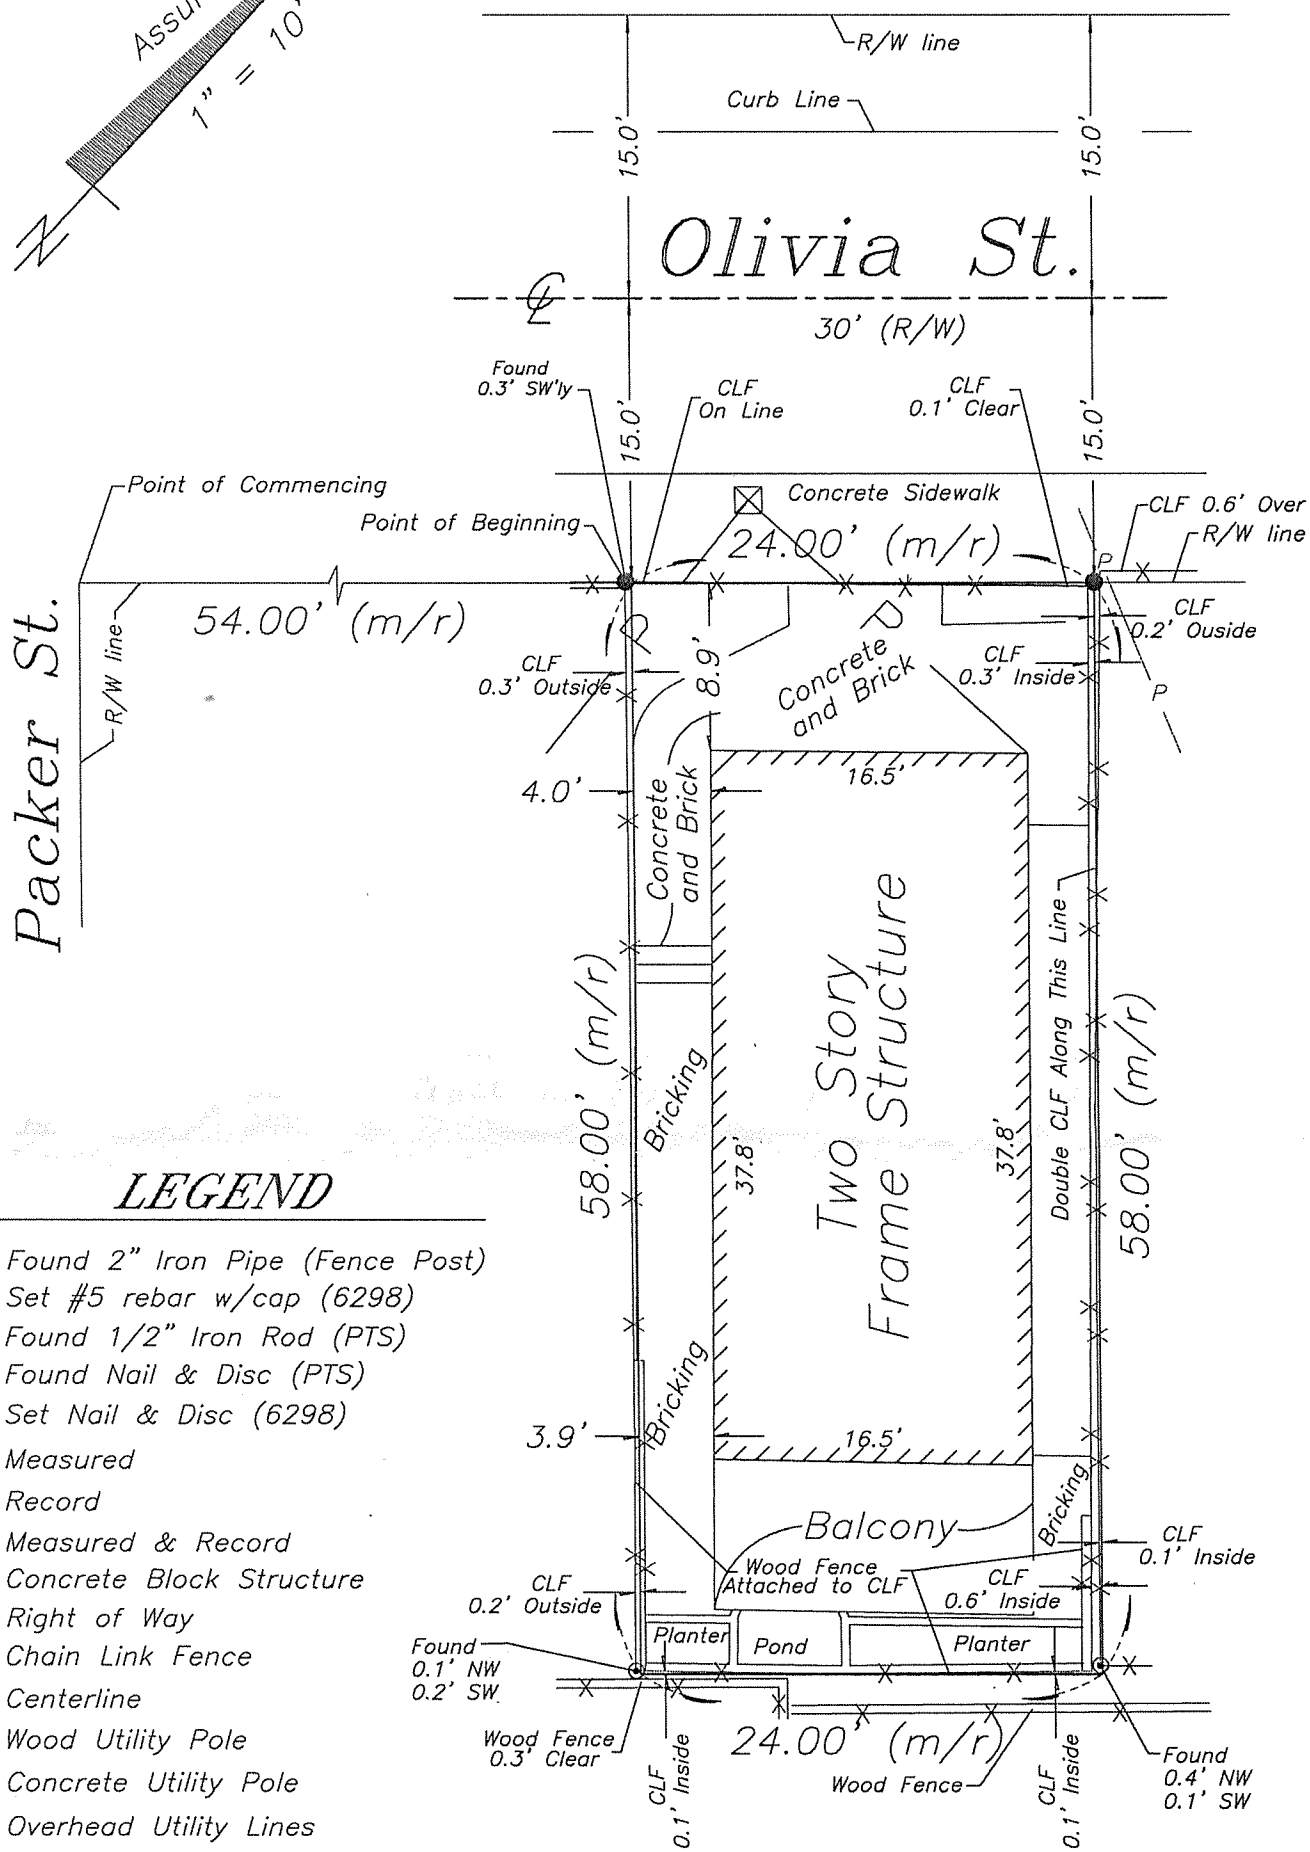 Assu
1" = 10'
N
R/W line
Curb Line
15.0'
15.0'
Olivia St.
℄
30' (R/W)
15.0'
15.0'
Found
0.3' SW'ly
CLF
On Line
CLF
0.1' Clear
Point of Commencing
Point of Beginning
Concrete Sidewalk
CLF 0.6' Over
R/W line
24.00' (m/r)
54.00' (m/r)
P
Packer St.
R/W line
CLF
0.3' Outside
8.9'
P
P
Concrete
and Brick
CLF
0.3' Inside
CLF
0.2' Ouside
P
4.0'
16.5'
Concrete
and Brick
Two Story
Frame Structure
Double CLF Along This Line
58.00' (m/r)
58.00' (m/r)
Bricking
37.8'
37.8'
LEGEND
Found 2" Iron Pipe (Fence Post)
Set #5 rebar w/cap (6298)
Found 1/2" Iron Rod (PTS)
Found Nail & Disc (PTS)
Set Nail & Disc (6298)
Measured
Record
Measured & Record
Concrete Block Structure
Right of Way
Chain Link Fence
Centerline
Wood Utility Pole
Concrete Utility Pole
Overhead Utility Lines
Bricking
3.9'
16.5'
Bricking
Balcony
Wood Fence
Attached to CLF
CLF
0.1' Inside
CLF
0.6' Inside
CLF
0.2' Outside
Planter
Pond
Planter
Found
0.1' NW
0.2' SW
Wood Fence
0.3' Clear
CLF
0.1' Inside
24.00' (m/r)
Wood Fence
CLF
0.1' Inside
Found
0.4' NW
0.1' SW